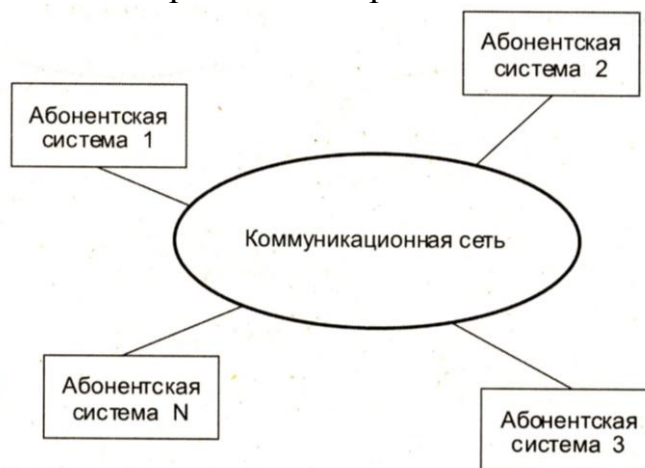 Абонентская
система 2
Абонентская
система 1
Коммуникационная сеть
Абонентская
система N
Абонентская
система 3